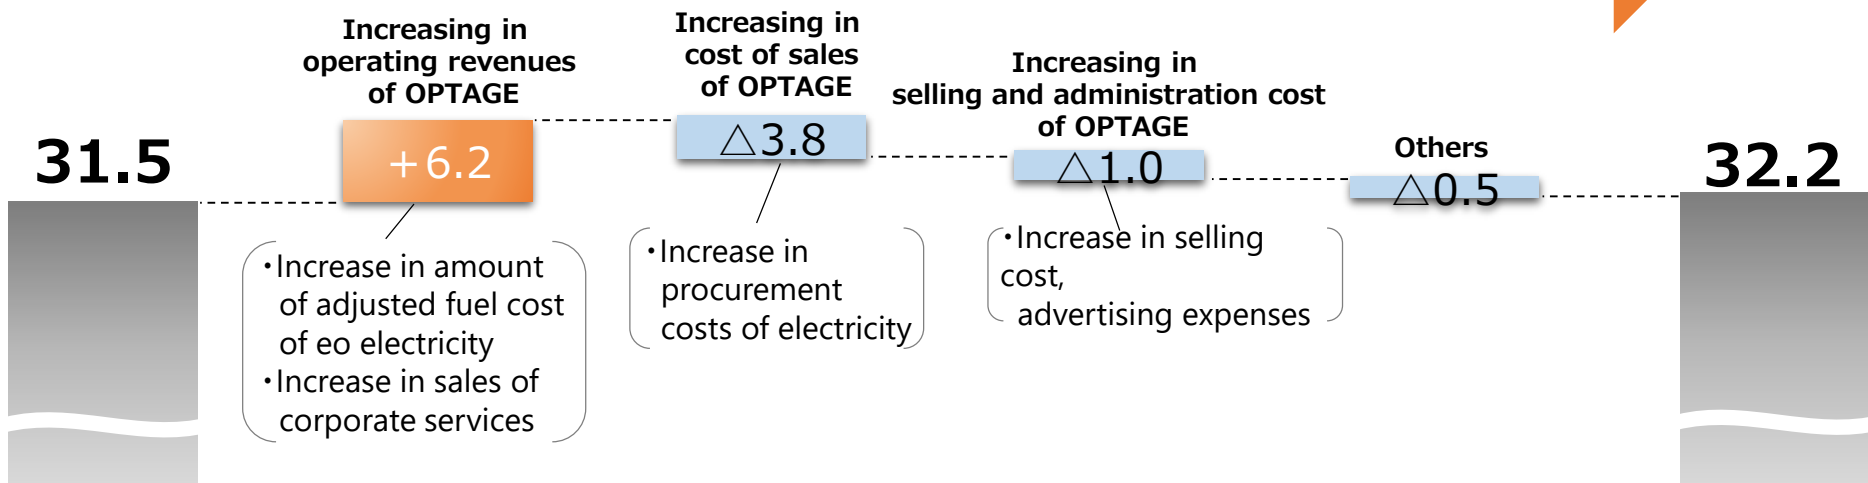 31.5
Increasing in
operating revenues
of OPTAGE
+6.2
・Increase in amount
of adjusted fuel cost
of eo electricity
・Increase in sales of
corporate services
Increasing in
cost of sales
of OPTAGE
△3.8
・Increase in
procurement
costs of electricity
Increasing in
selling and administration cost
of OPTAGE
△1.0
・Increase in selling
cost,
advertising expenses
Others
△0.5
32.2